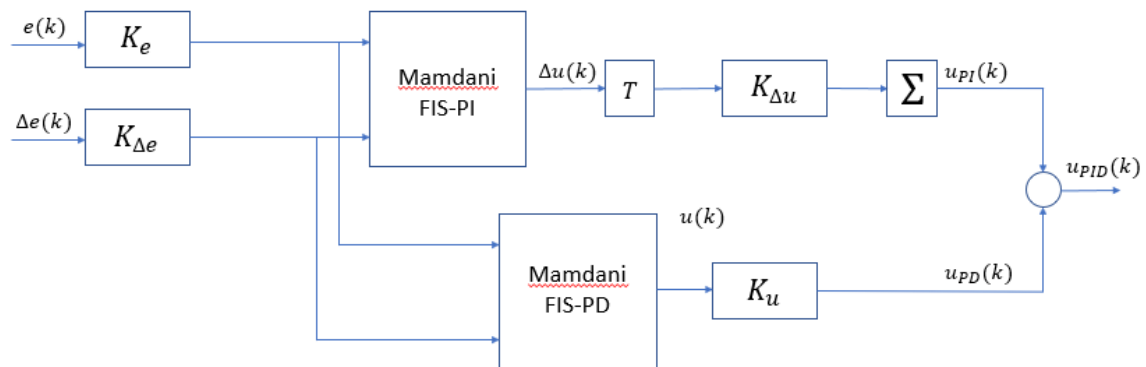 e(k)
K_e
Mamdani
FIS-PI
Δu(k)
T
K_Δu
Σ
u_PI(k)
Δe(k)
K_Δe
u_PID(k)
u(k)
Mamdani
FIS-PD
K_u
u_PD(k)